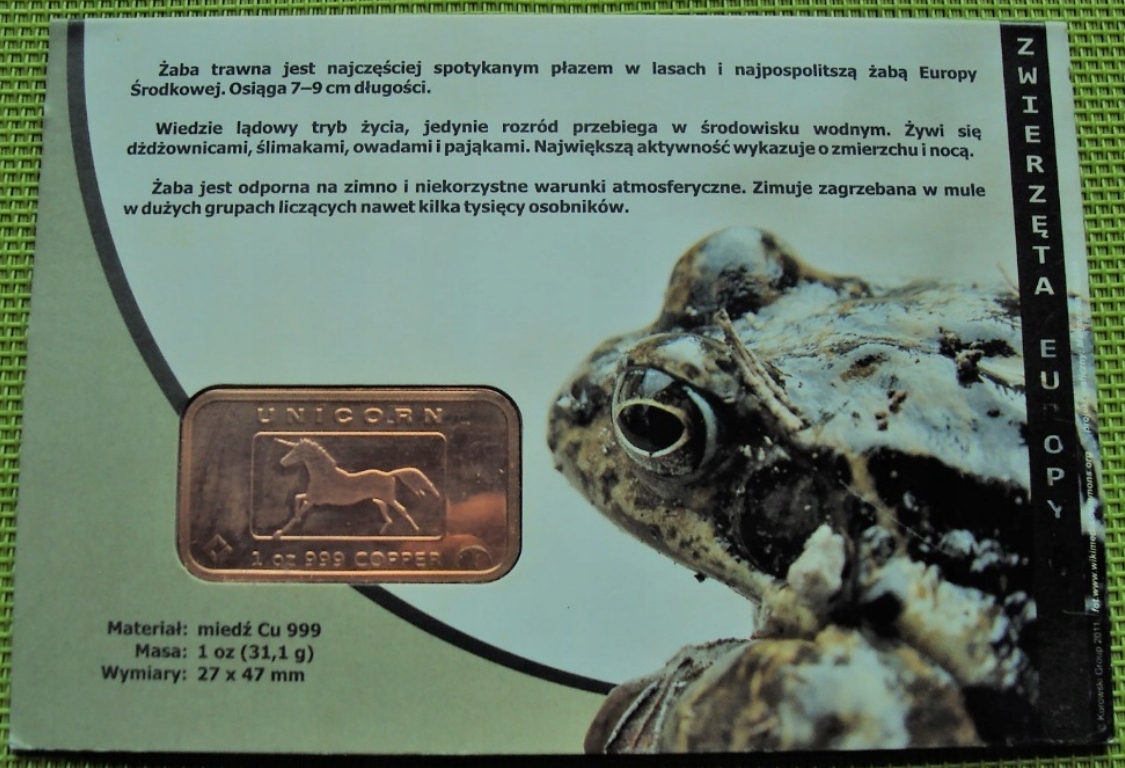 Żaba trawna jest najczęściej spotykanym płazem w lasach i najpospolitszą żabą Europy
Środkowej. Osiąga 7–9 cm długości.
Wiedzie lądowy tryb życia, jedynie rozród przebiega w środowisku wodnym. Żywi się
dżdżownicami, ślimakami, owadami i pająkami. Największą aktywność wykazuje o zmierzchu i nocą.
Żaba jest odporna na zimno i niekorzystne warunki atmosferyczne. Zimuje zagrzebana w mule
w dużych grupach liczących nawet kilka tysięcy osobników.
ZWIERZĘTA EUROPY
UNICORN
1 oz 999 COPPER
Materiał: miedź Cu 999
Masa: 1 oz (31,1 g)
Wymiary: 27 x 47 mm
© Kurowski Group 2011.